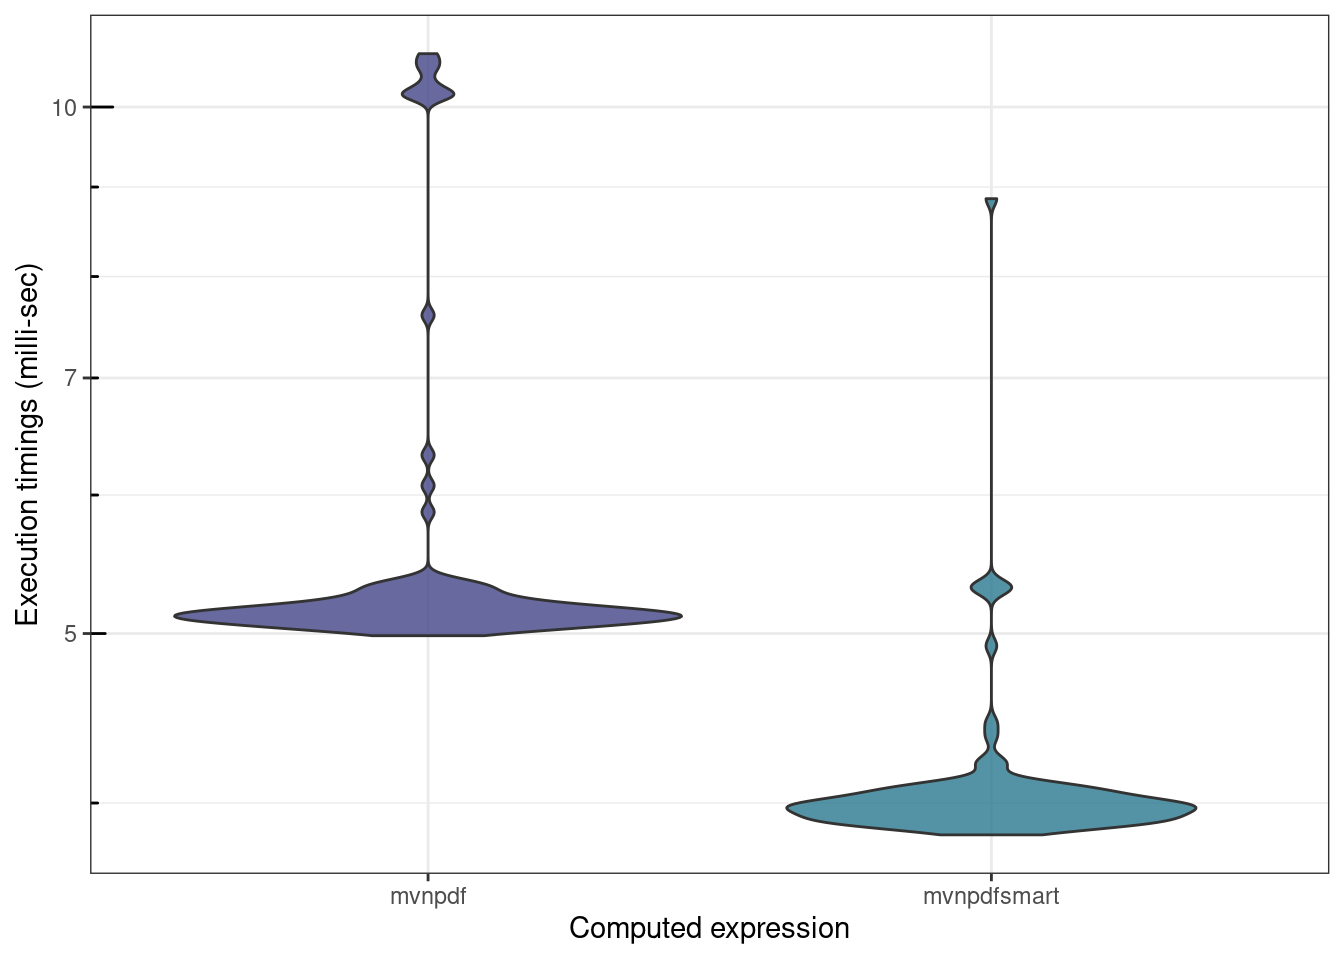 Execution timings (milli-sec)
10
7
5
mvnpdf
mvnpdfsmart
Computed expression